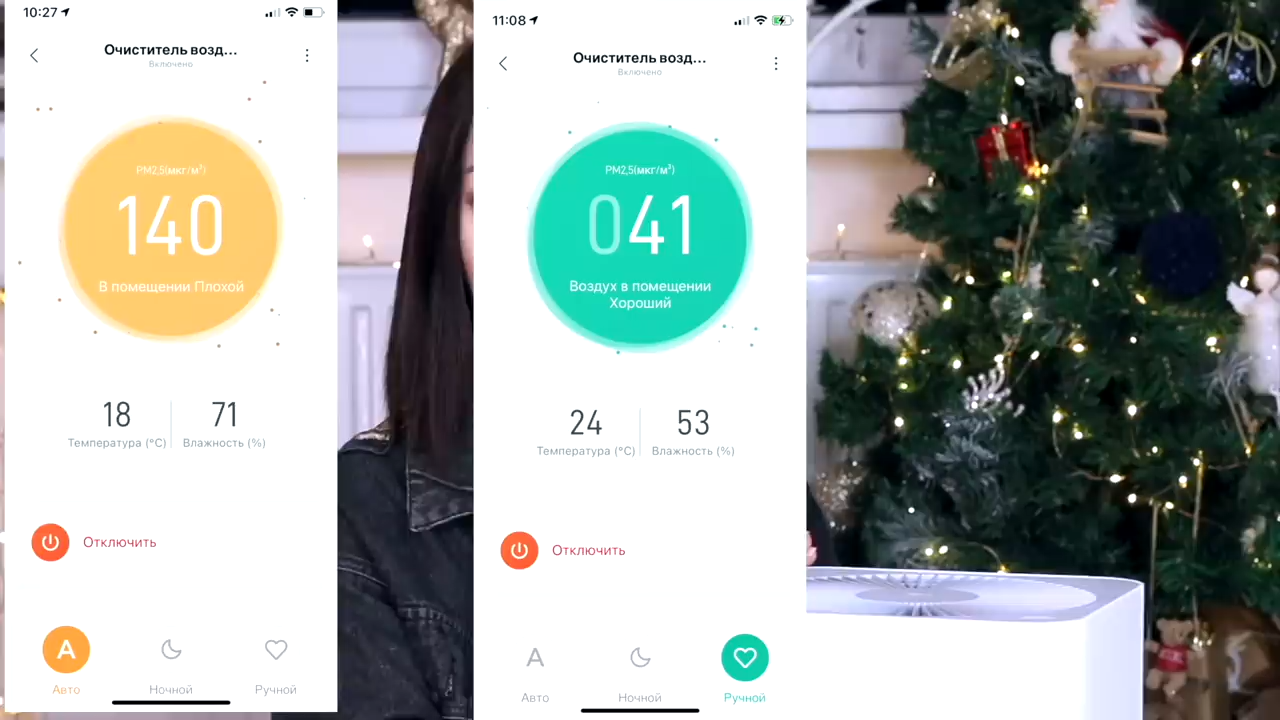 10:27
Очиститель возд...
Включено
PM2,5(мкг/м³)
140
В помещении Плохой
18
71
Температура (°C)
Влажность (%)
Отключить
A
Авто
Ночной
Ручной
11:08
Очиститель возд...
Включено
PM2,5(мкг/м³)
041
Воздух в помещении
Хороший
24
53
Температура (°C)
Влажность (%)
Отключить
A
Авто
Ночной
Ручной